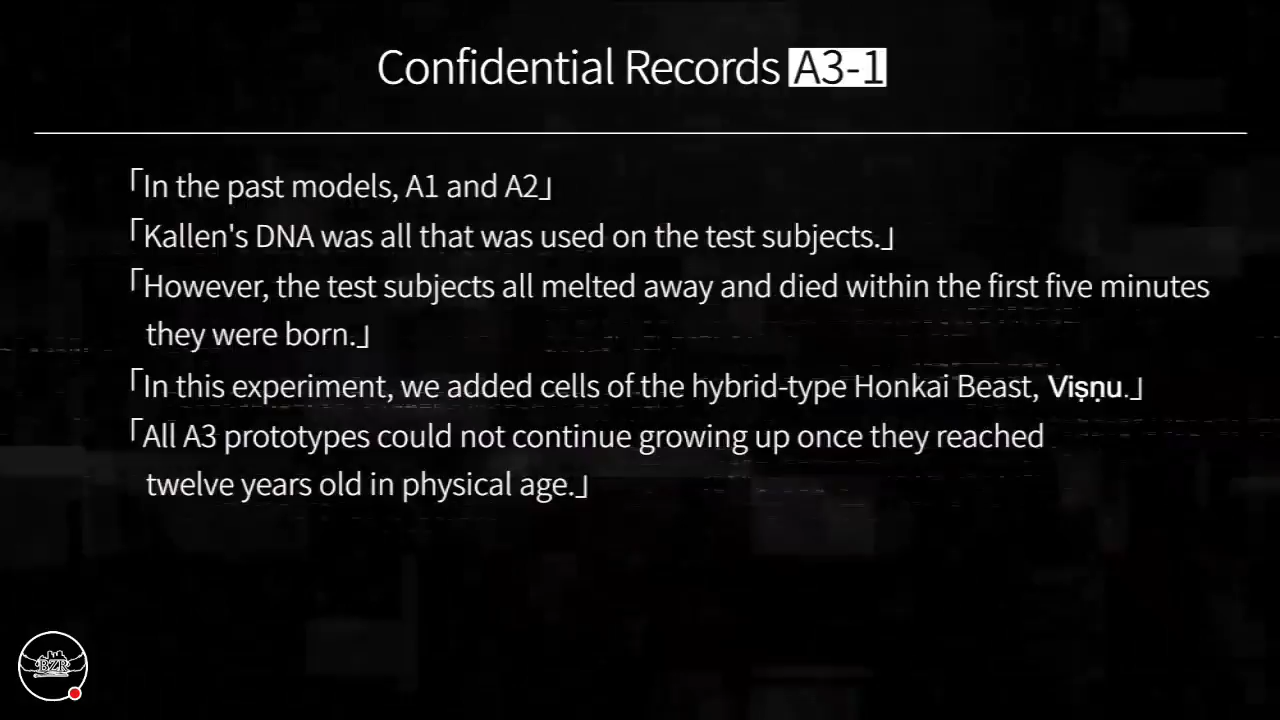 Confidential Records A3-1
「In the past models, A1 and A2」
「Kallen's DNA was all that was used on the test subjects.」
「However, the test subjects all melted away and died within the first five minutes
they were born.」
「In this experiment, we added cells of the hybrid-type Honkai Beast, Viṣṇu.」
「All A3 prototypes could not continue growing up once they reached
twelve years old in physical age.」
BZR